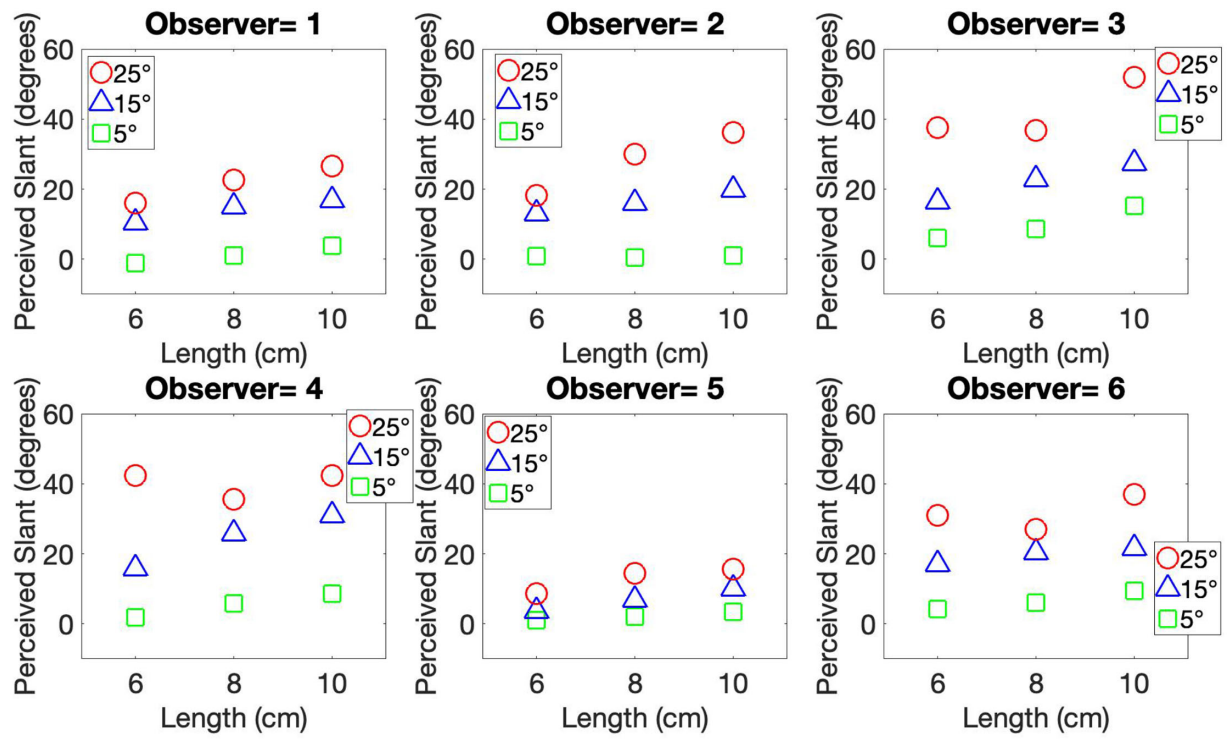 Observer= 1
Perceived Slant (degrees)
60
40
20
0
25°
15°
5°
6 8 10
Length (cm)
Observer= 2
Perceived Slant (degrees)
60
40
20
0
25°
15°
5°
6 8 10
Length (cm)
Observer= 3
Perceived Slant (degrees)
60
40
20
0
25°
15°
5°
6 8 10
Length (cm)
Observer= 4
Perceived Slant (degrees)
60
40
20
0
25°
15°
5°
6 8 10
Length (cm)
Observer= 5
Perceived Slant (degrees)
60
40
20
0
25°
15°
5°
6 8 10
Length (cm)
Observer= 6
Perceived Slant (degrees)
60
40
20
0
25°
15°
5°
6 8 10
Length (cm)